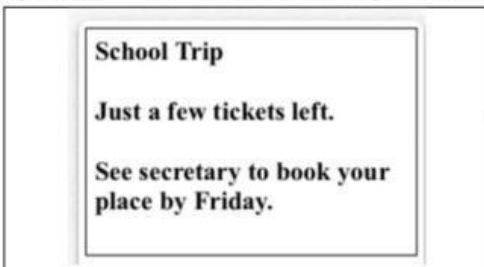 School Trip
Just a few tickets left.
See secretary to book your
place by Friday.